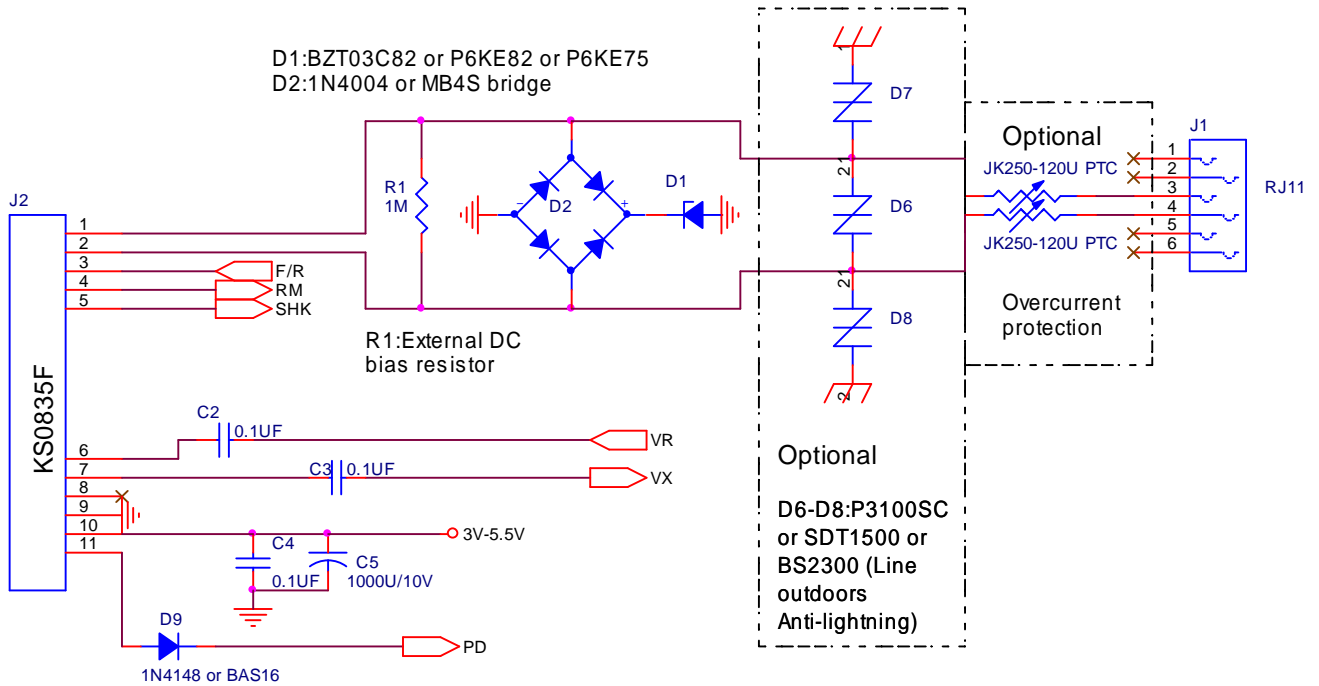 D1:BZT03C82 or P6KE82 or P6KE75
D2:1N4004 or MB4S bridge
J2
KS0835F
1
2
3
4
5
6
7
8
9
10
11
F/R
RM
SHK
R1
1M
R1:External DC
bias resistor
D2
-
+
D1
1
D7
21
D6
21
D8
2
Optional
D6-D8:P3100SC
or SDT1500 or
BS2300 (Line
outdoors
Anti-lightning)
Optional
JK250-120U PTC
JK250-120U PTC
Overcurrent
protection
J1
1
2
3
4
5
6
RJ11
C2
0.1UF
VR
C3
0.1UF
VX
3V-5.5V
C4
0.1UF
C5
1000U/10V
D9
1N4148 or BAS16
PD